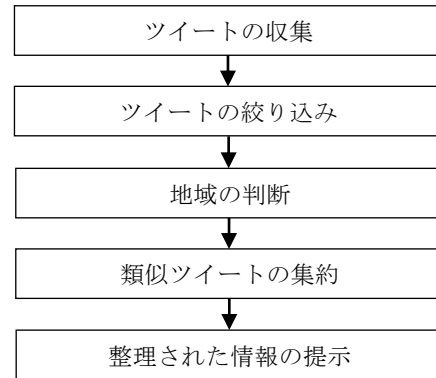 ツイートの収集
ツイートの絞り込み
地域の判断
類似ツイートの集約
整理された情報の提示